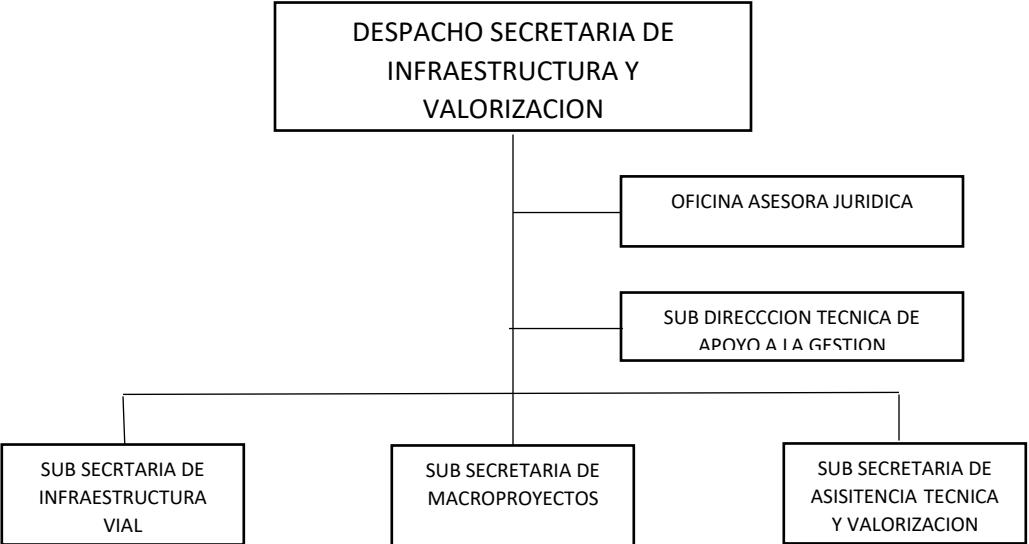 DESPACHO SECRETARIA DE
INFRAESTRUCTURA Y
VALORIZACION
OFICINA ASESORA JURIDICA
SUB DIRECCCION TECNICA DE
APOYO A LA GESTION
SUB SECRTARIA DE
INFRAESTRUCTURA
VIAL
SUB SECRETARIA DE
MACROPROYECTOS
SUB SECRETARIA DE
ASISITENCIA TECNICA
Y VALORIZACION